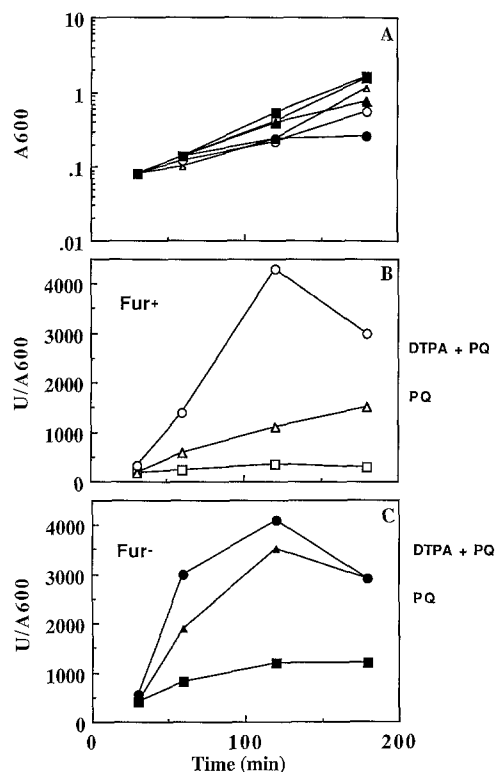 A
10
1
.1
.01
A600
B
Fur+
4000
3000
2000
1000
0
U/A600
DTPA + PQ
PQ
C
Fur-
4000
3000
2000
1000
0
U/A600
DTPA + PQ
PQ
0
100
200
Time (min)